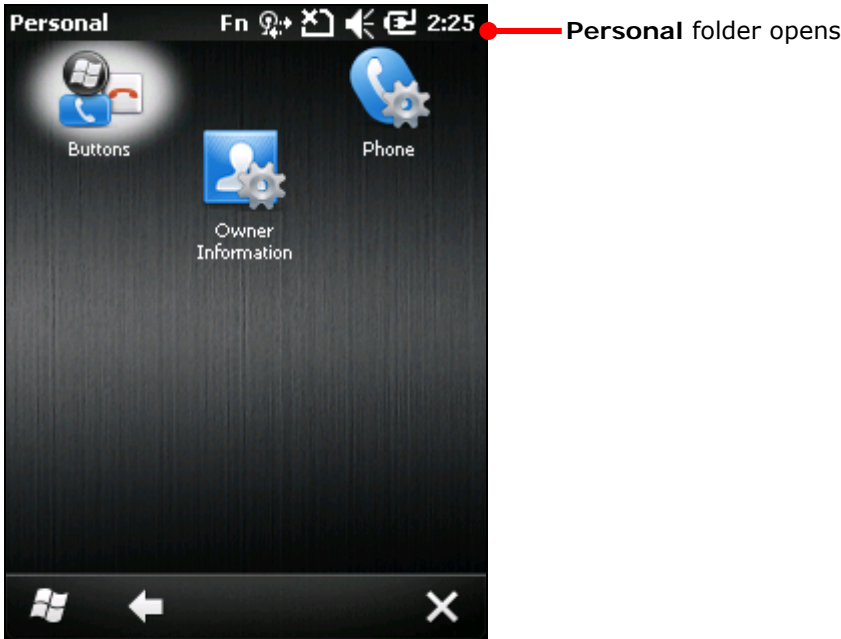 Personal Fn 2:25
Personal folder opens
Buttons
Phone
Owner
Information